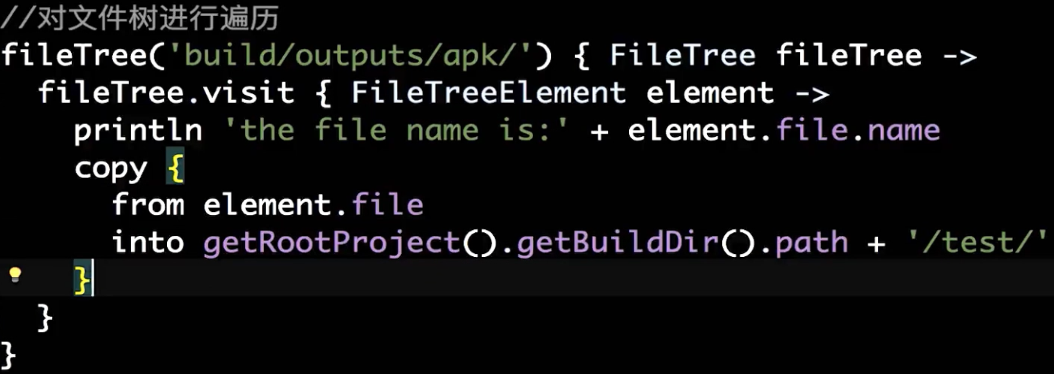 //对文件树进行遍历
fileTree('build/outputs/apk/') { FileTree fileTree ->
  fileTree.visit { FileTreeElement element ->
    println 'the file name is:' + element.file.name
    copy {
      from element.file
      into getRootProject().getBuildDir().path + '/test/'
    }
  }
}